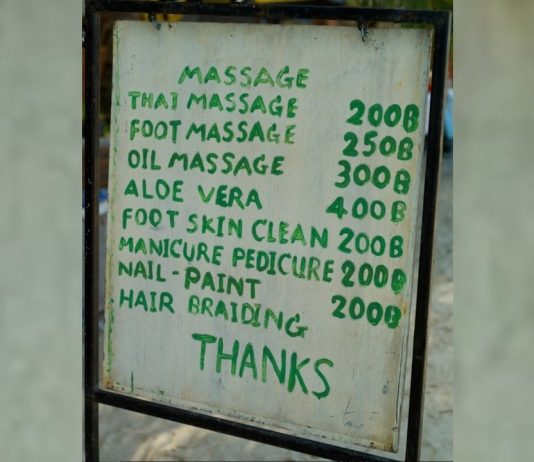 MASSAGE
THAI MASSAGE 200B
FOOT MASSAGE 250B
OIL MASSAGE 300B
ALOE VERA 400B
FOOT SKIN CLEAN 200B
MANICURE PEDICURE 200B
NAIL-PAINT 200B
HAIR BRAIDING
THANKS